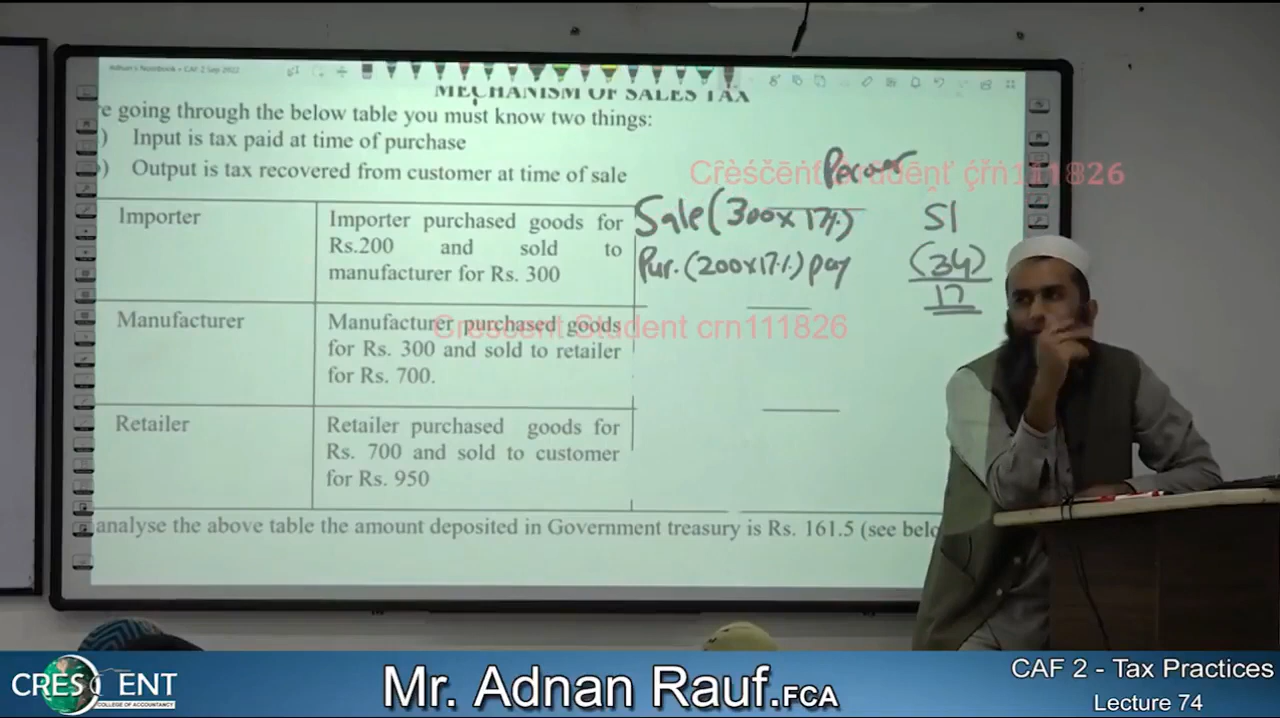 Adnan's Notebook • CAF 2 Sep 2022
MECHANISM OF SALES TAX
e going through the below table you must know two things:
) Input is tax paid at time of purchase
) Output is tax recovered from customer at time of sale
Importer
Importer purchased goods for
Rs.200 and sold to
manufacturer for Rs. 300
Sale (300x17%) 51
Pur. (200x17%) pay (34)
17
Manufacturer
Manufacturer purchased goods
for Rs. 300 and sold to retailer
for Rs. 700.
Crescent Student crn111826
Retailer
Retailer purchased goods for
Rs. 700 and sold to customer
for Rs. 950
analyse the above table the amount deposited in Government treasury is Rs. 161.5 (see belo
CRESCENT
COLLEGE OF ACCOUNTANCY
Mr. Adnan Rauf.FCA
CAF 2 - Tax Practices
Lecture 74